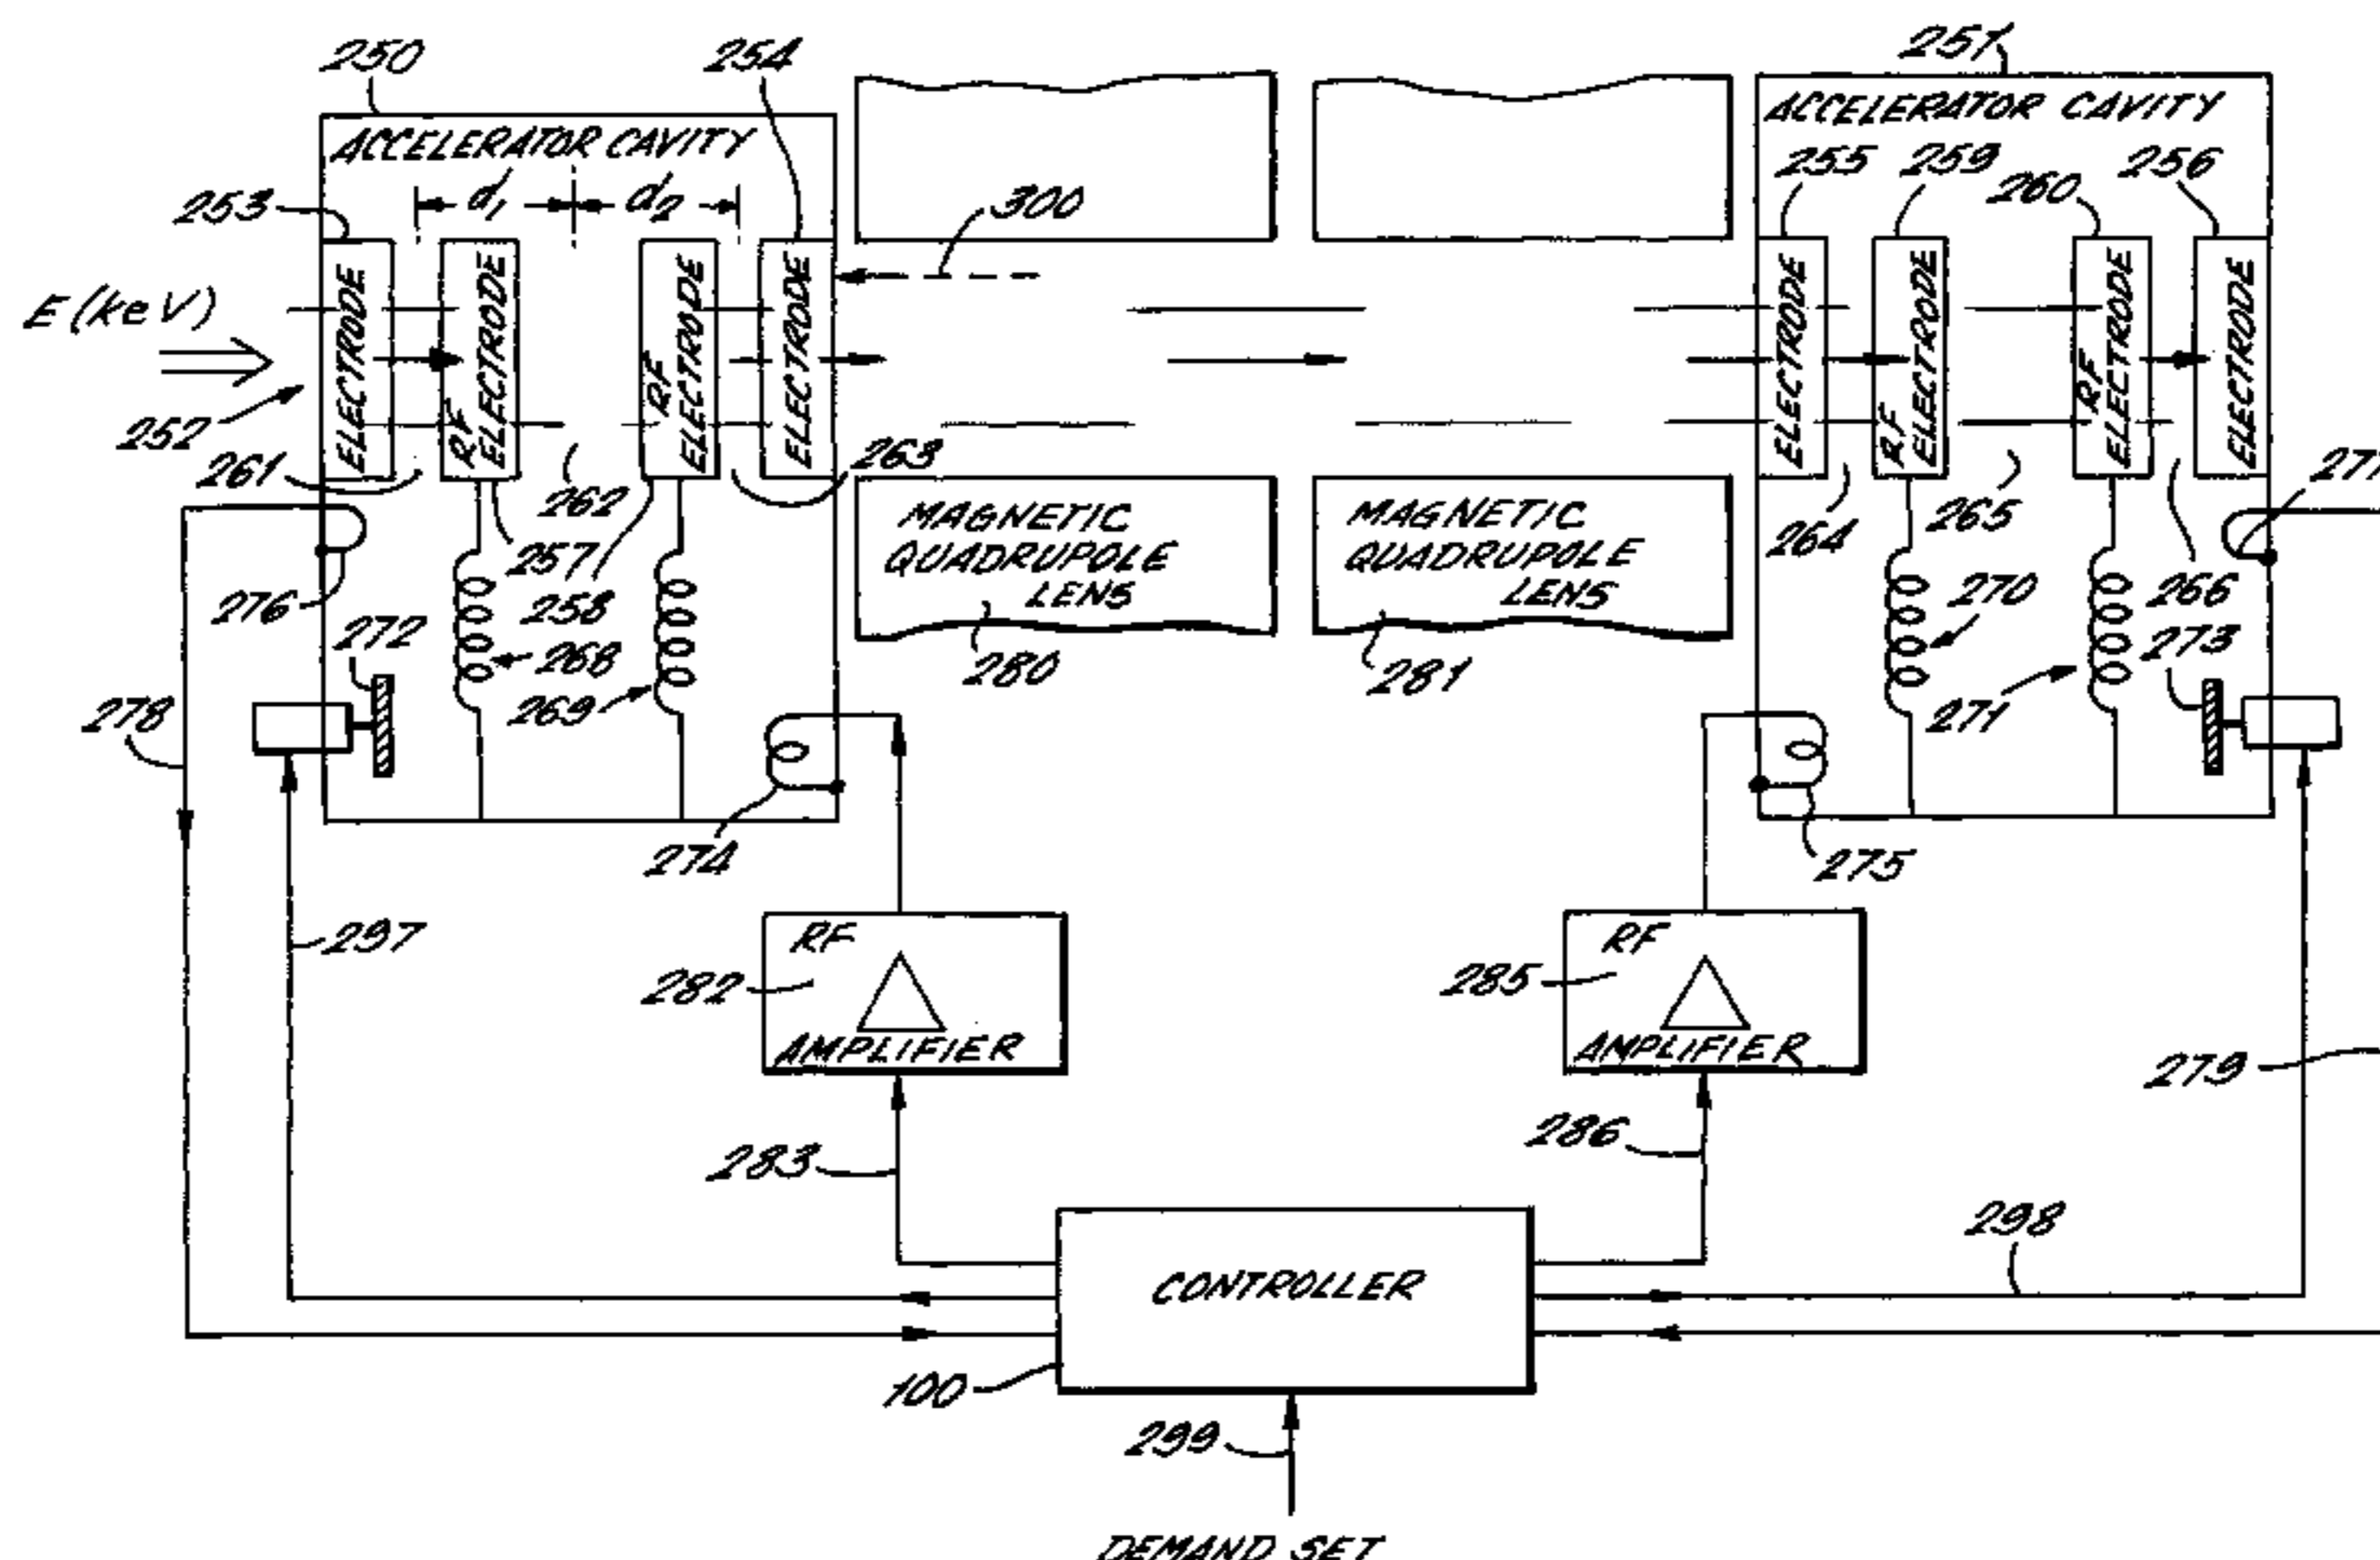 250
254
251
ACCELERATOR CAVITY
ACCELERATOR CAVITY
d1
d2
253
300
255
259
260
256
E (keV)
ELECTRODE
RF ELECTRODE
RF ELECTRODE
ELECTRODE
ELECTRODE
RF ELECTRODE
RF ELECTRODE
ELECTRODE
252
261
262
263
264
265
266
257
258
MAGNETIC
QUADRUPOLE
LENS
MAGNETIC
QUADRUPOLE
LENS
276
272
268
269
278
280
281
270
271
273
274
275
297
282
RF
AMPLIFIER
285
RF
AMPLIFIER
279
283
286
298
CONTROLLER
100
299
DEMAND SET